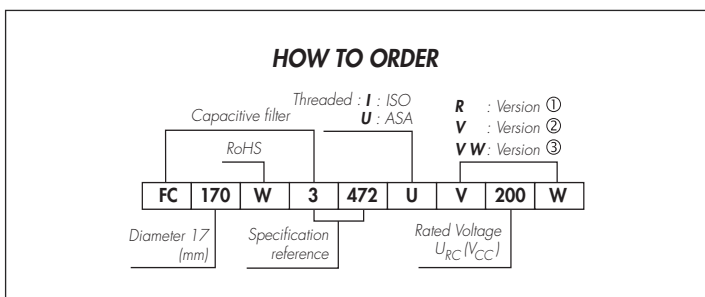 HOW TO ORDER
Threaded : I : ISO
U : ASA
R : Version ①
V : Version ②
V W : Version ③
Capacitive filter
RoHS
FC 170 W 3 472 U V 200 W
Diameter 17
(mm)
Specification
reference
Rated Voltage
URC (VCC)